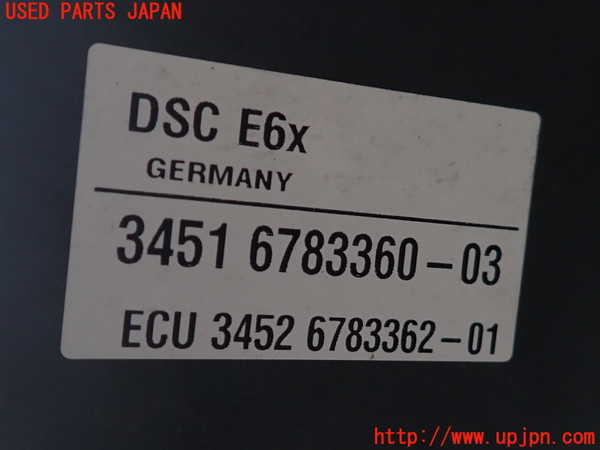 USED PARTS JAPAN
DSC E6x
GERMANY
3451 6783360-03
ECU 3452 6783362-01
http://www.upjpn.com/